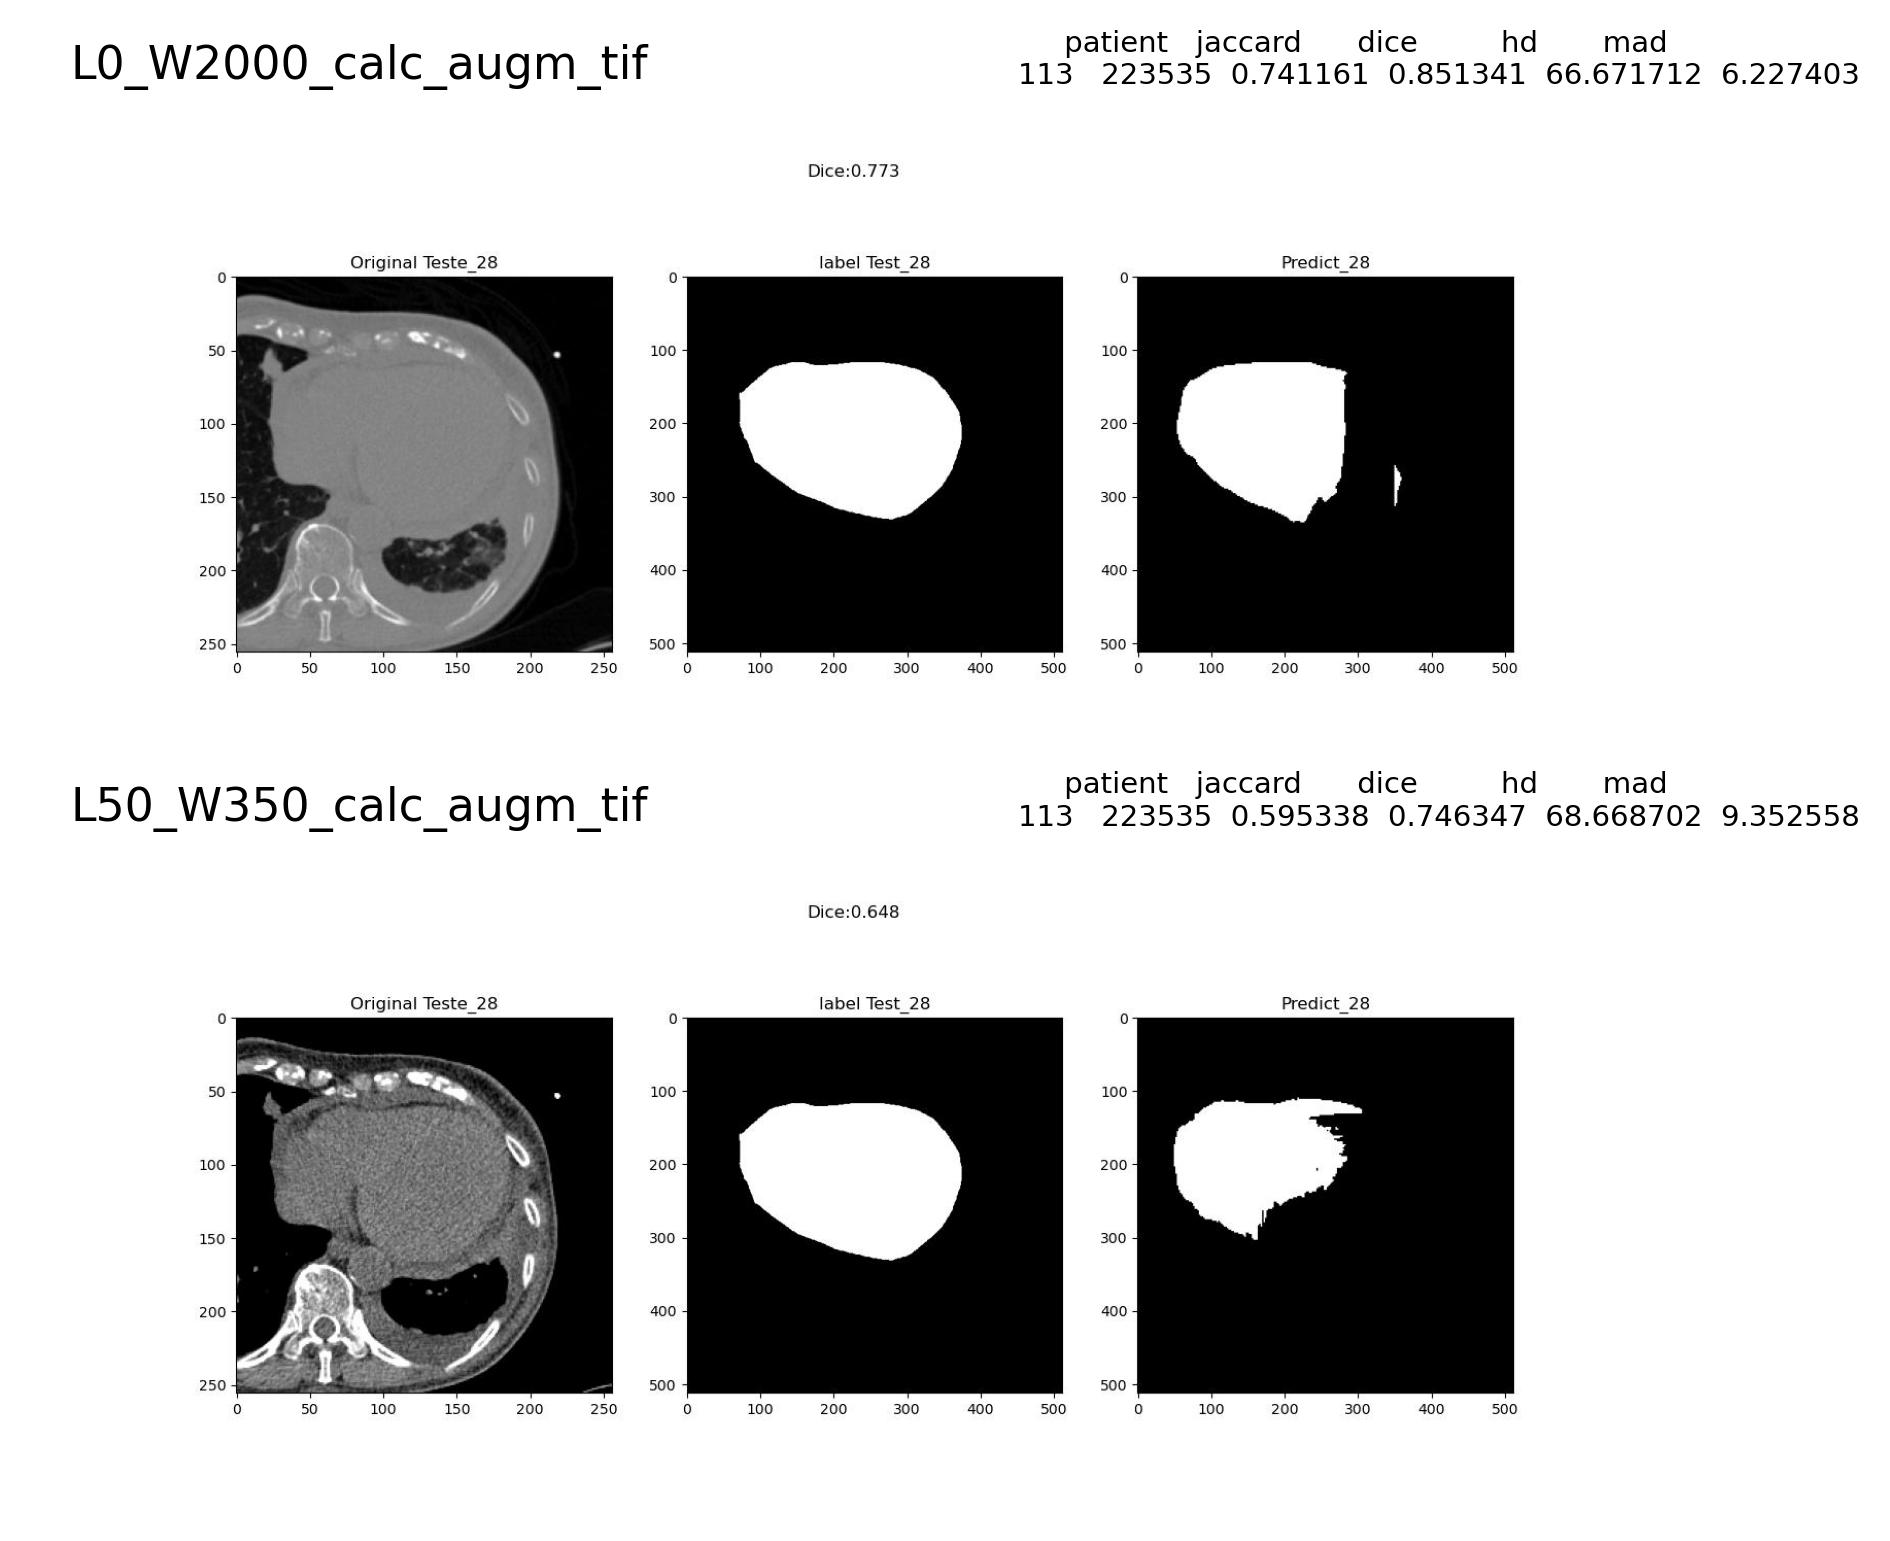 L0_W2000_calc_augm_tif
patient jaccard dice hd mad
113 223535 0.741161 0.851341 66.671712 6.227403
Dice:0.773
Original Teste_28
label Test_28
Predict_28
0
50
100
150
200
250
0 50 100 150 200 250
0
100
200
300
400
500
0 100 200 300 400 500
0
100
200
300
400
500
0 100 200 300 400 500
L50_W350_calc_augm_tif
patient jaccard dice hd mad
113 223535 0.595338 0.746347 68.668702 9.352558
Dice:0.648
Original Teste_28
label Test_28
Predict_28
0
50
100
150
200
250
0 50 100 150 200 250
0
100
200
300
400
500
0 100 200 300 400 500
0
100
200
300
400
500
0 100 200 300 400 500